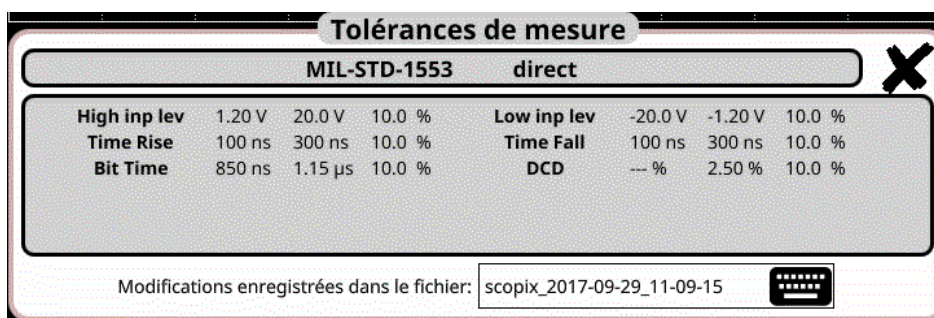 Tolérances de mesure
MIL-STD-1553 direct
High inp lev 1.20 V 20.0 V 10.0 % Low inp lev -20.0 V -1.20 V 10.0 %
Time Rise 100 ns 300 ns 10.0 % Time Fall 100 ns 300 ns 10.0 %
Bit Time 850 ns 1.15 µs 10.0 % DCD --- % 2.50 % 10.0 %
Modifications enregistrées dans le fichier: scopix_2017-09-29_11-09-15